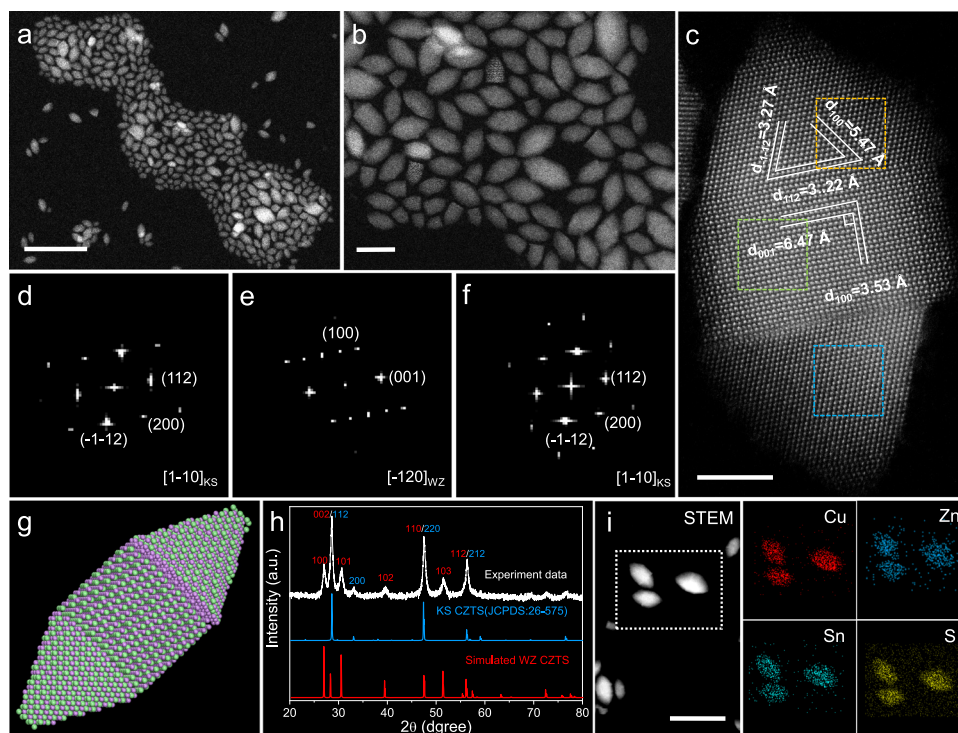 a
b
c
d₋₁₁₂=3.27 Å
d₁₀₀=5.47 Å
d₁₁₂=3.22 Å
d₀₀₁=6.47 Å
d₁₀₀=3.53 Å
d
(112)
(200)
(-1-12)
[1-10]KS
e
(100)
(001)
[-120]WZ
f
(112)
(200)
(-1-12)
[1-10]KS
g
h
Intensity (a.u.)
002/112
100
101
200
102
110/220
103
112/212
Experiment data
KS CZTS(JCPDS:26-575)
Simulated WZ CZTS
20 30 40 50 60 70 80
2θ (dgree)
i
STEM
Cu
Zn
Sn
S